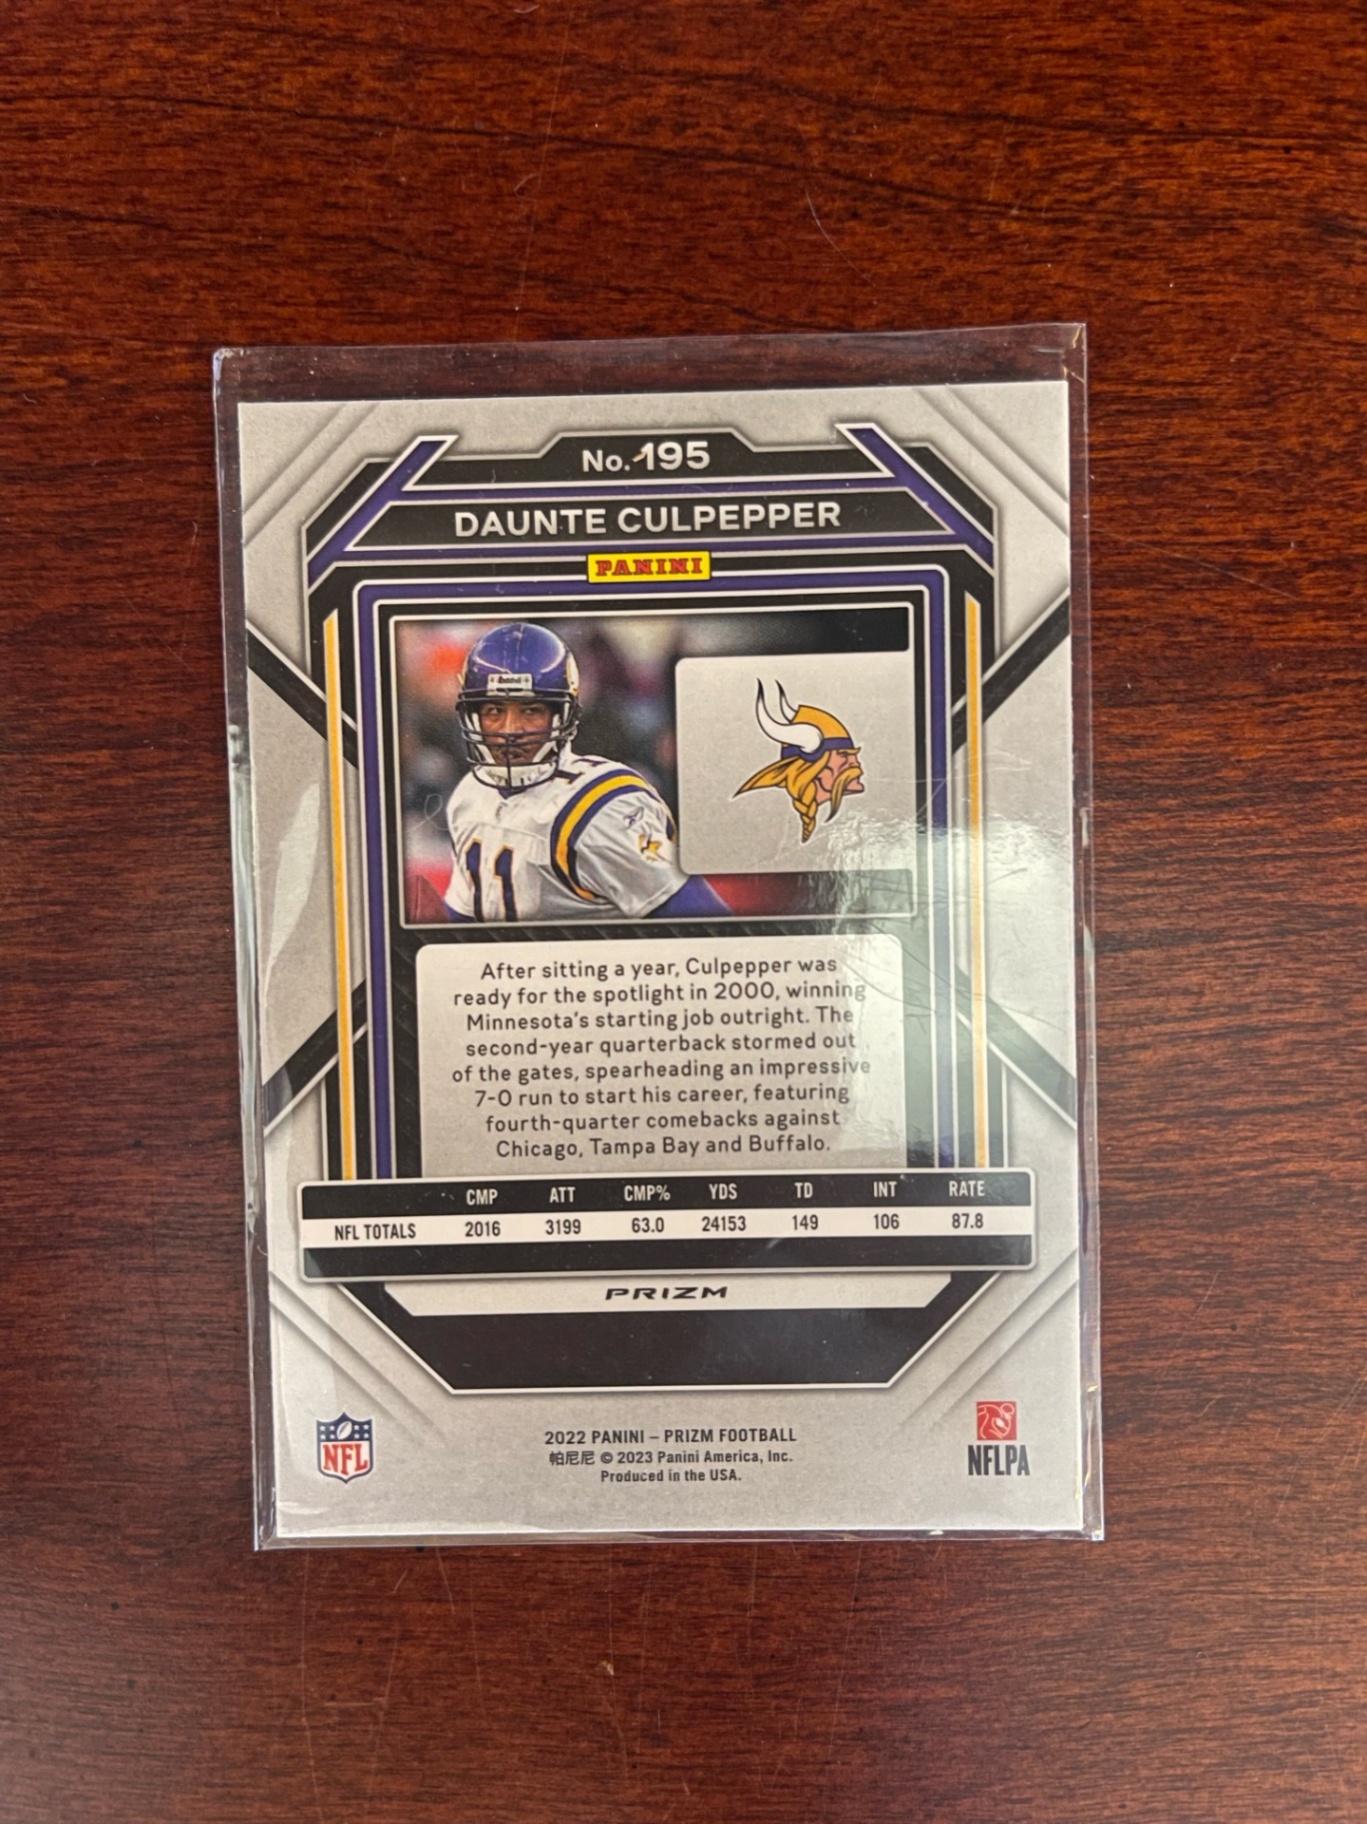 No. 195
DAUNTE CULPEPPER
PANINI
11
11
After sitting a year, Culpepper was
ready for the spotlight in 2000, winning
Minnesota's starting job outright. The
second-year quarterback stormed out
of the gates, spearheading an impressive
7-0 run to start his career, featuring
fourth-quarter comebacks against
Chicago, Tampa Bay and Buffalo.
CMP ATT CMP% YDS TD INT RATE
NFL TOTALS 2016 3199 63.0 24153 149 106 87.8
PRIZM
NFL
2022 PANINI – PRIZM FOOTBALL
帕尼尼 © 2023 Panini America, Inc.
Produced in the USA.
NFLPA